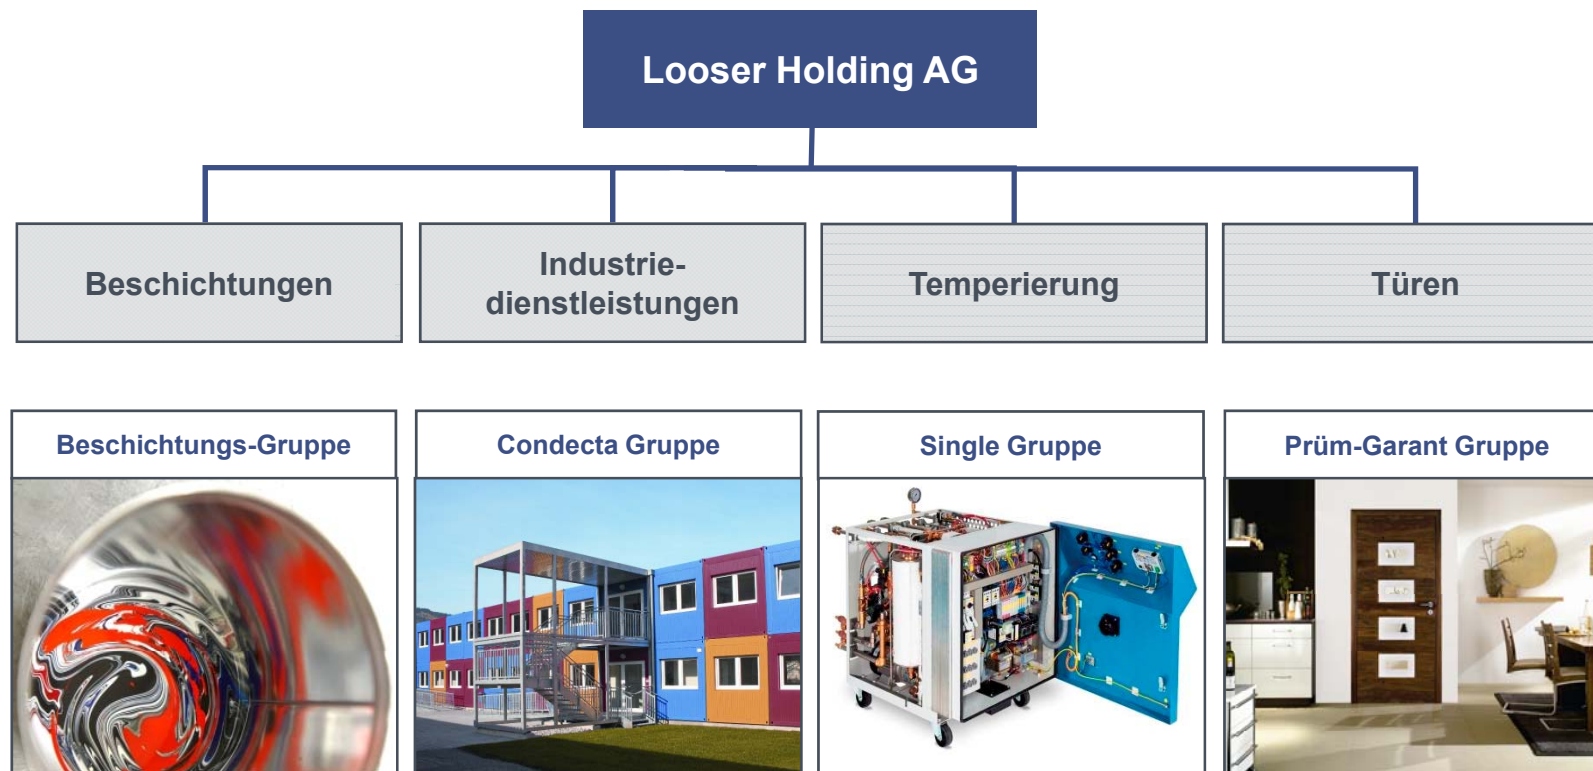 Looser Holding AG
Beschichtungen
Industrie-
dienstleistungen
Temperierung
Türen
Beschichtungs-Gruppe
Condecta Gruppe
Single Gruppe
Prüm-Garant Gruppe